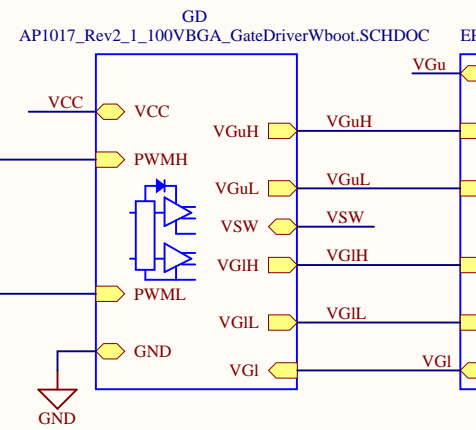 GD
AP1017_Rev2_1_100VBGA_GateDriverWboot.SCHDOC
VGu
VCC
VCC
VGuH
VGuH
PWMH
VGuL
VGuL
VSW
VSW
VGlH
VGlH
PWML
VGlL
VGlL
GND
VGl
VGl
GND